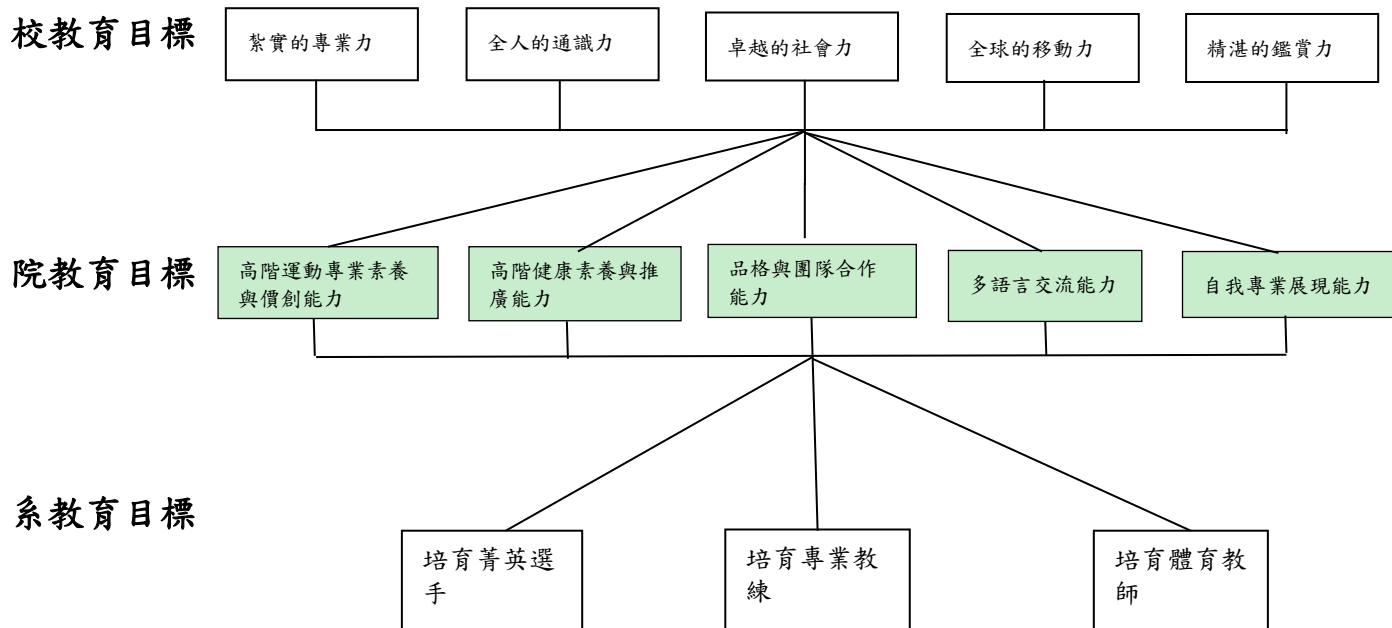 校教育目標
紮實的專業力
全人的通識力
卓越的社會力
全球的移動力
精湛的鑑賞力
院教育目標
高階運動專業素養
與價創能力
高階健康素養與推
廣能力
品格與團隊合作
能力
多語言交流能力
自我專業展現能力
系教育目標
培育菁英選
手
培育專業教
練
培育體育教
師